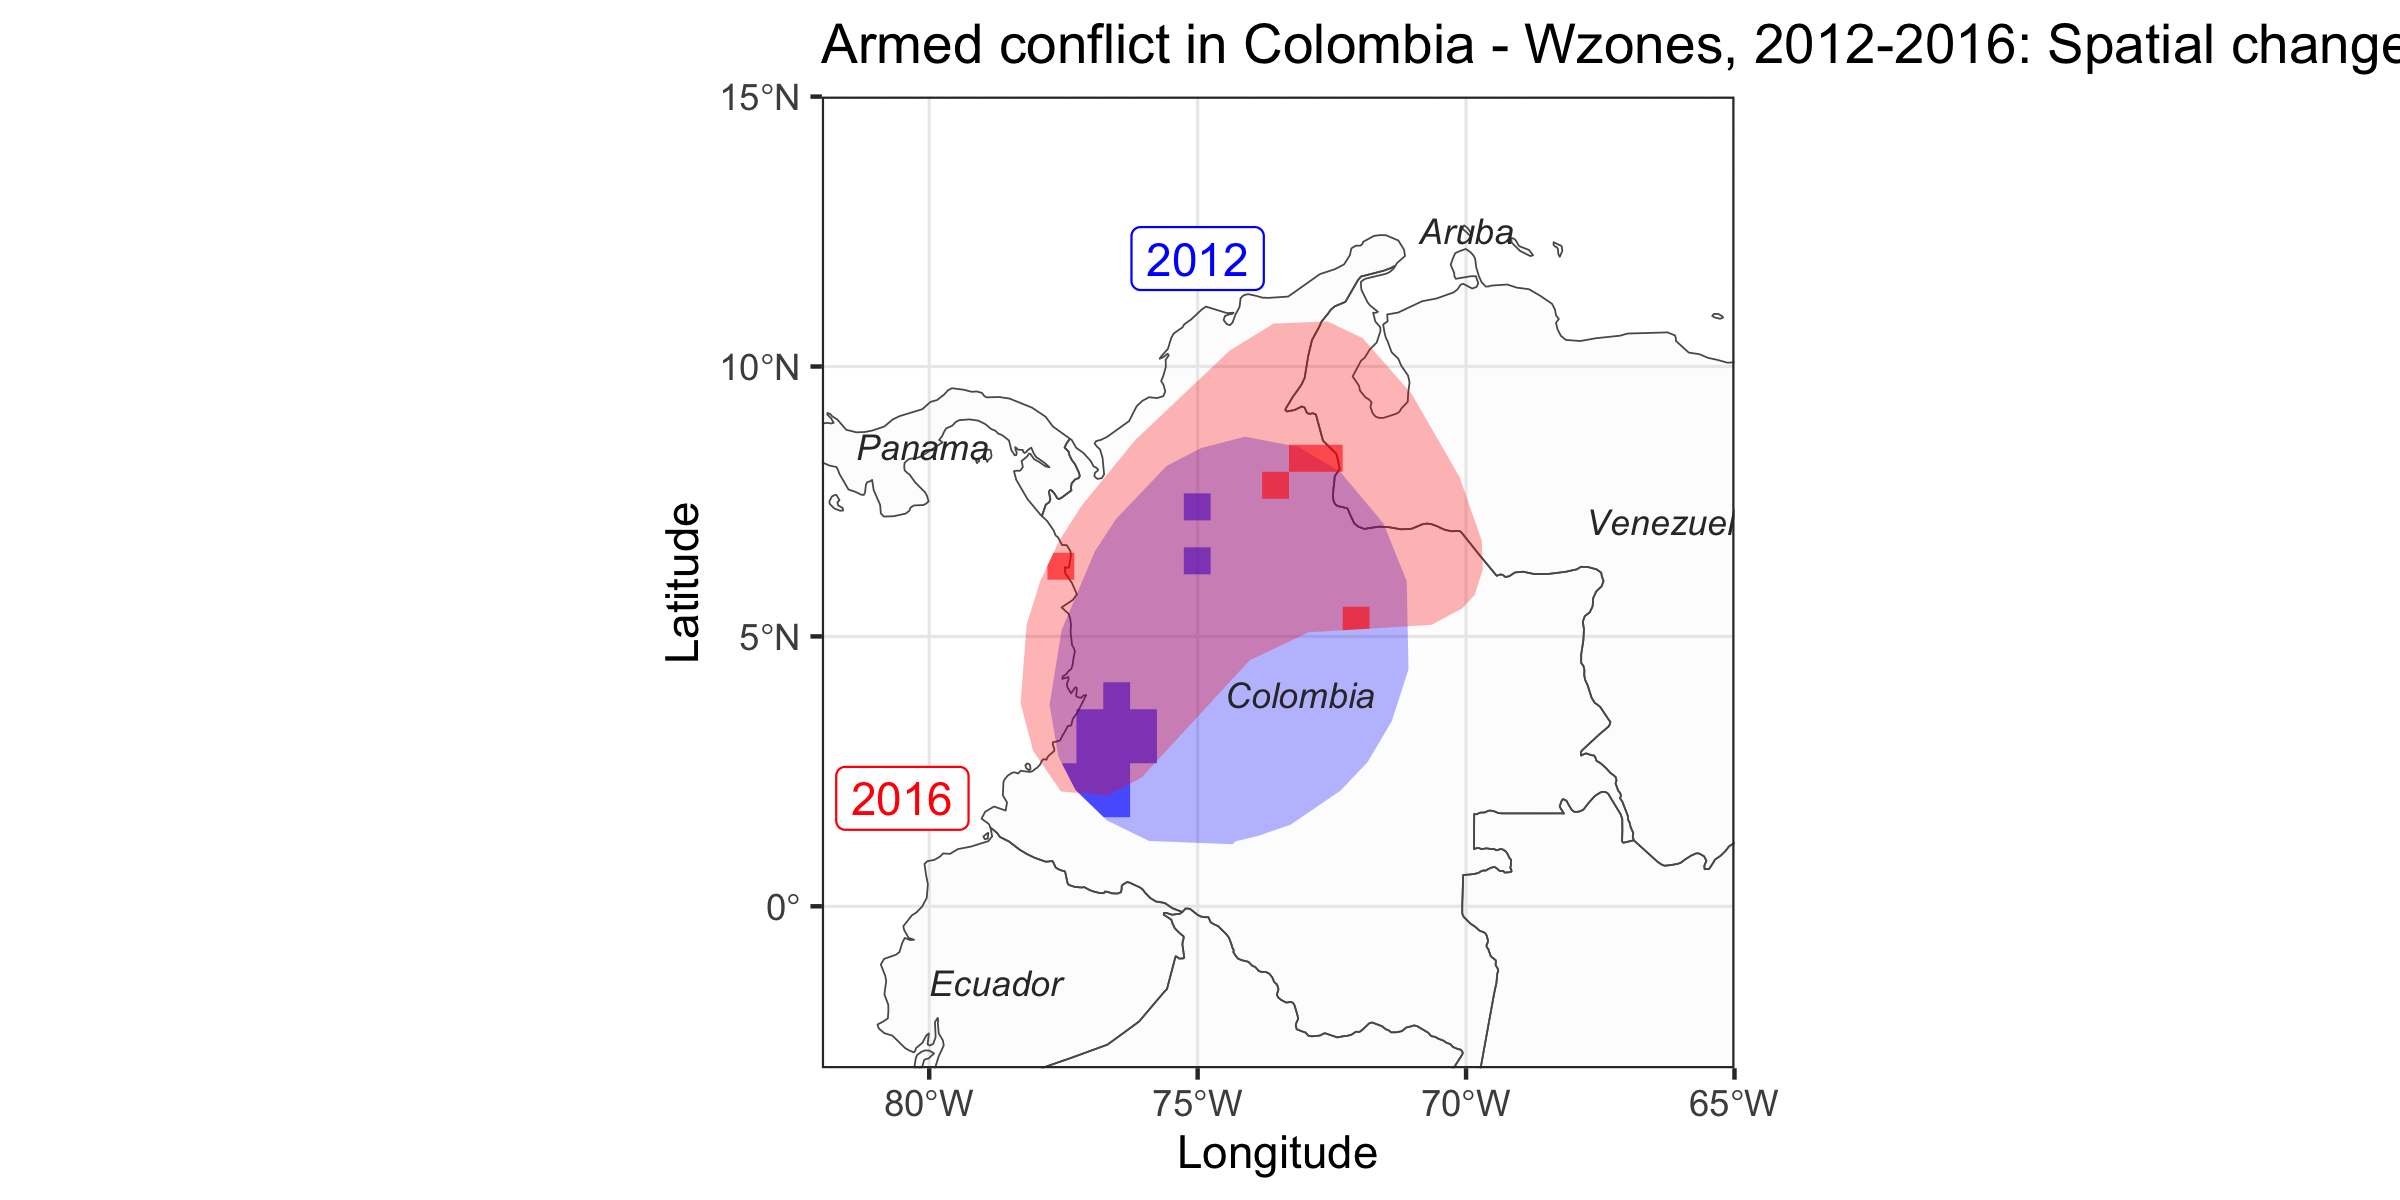 Armed conflict in Colombia - Wzones, 2012-2016: Spatial change
15°N
10°N
5°N
0°
Latitude
2012
Aruba
Panama
Venezuel
Colombia
2016
Ecuador
80°W 75°W 70°W 65°W
Longitude